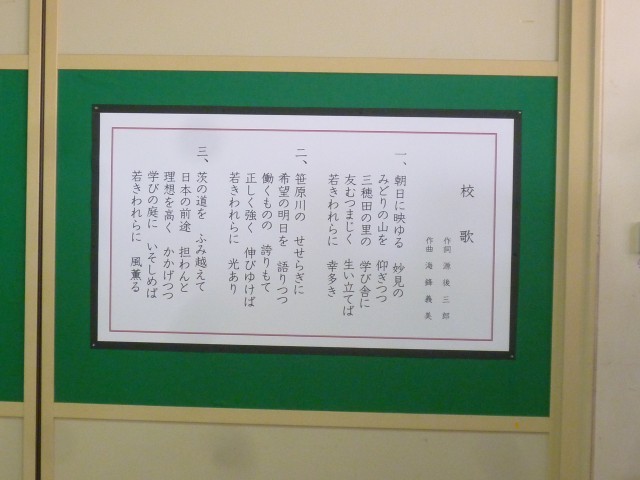 校歌
作詞 湯後三郎
作曲 海鋒義美
一、朝日に映ゆる 妙見の
みどりの山を 仰ぎつつ
三穂田の里の 学び舎に
友むつまじく 生い立てば
若きわれらに 幸多き
二、笹原川の せせらぎに
希望の明日を 語りつつ
働くものの 誇りもて
正しく強く 伸びゆけば
若きわれらに 光あり
三、茨の道を ふみ越えて
日本の前途 担わんと
理想を高く かかげつつ
学びの庭に いそしめば
若きわれらに 風薫る